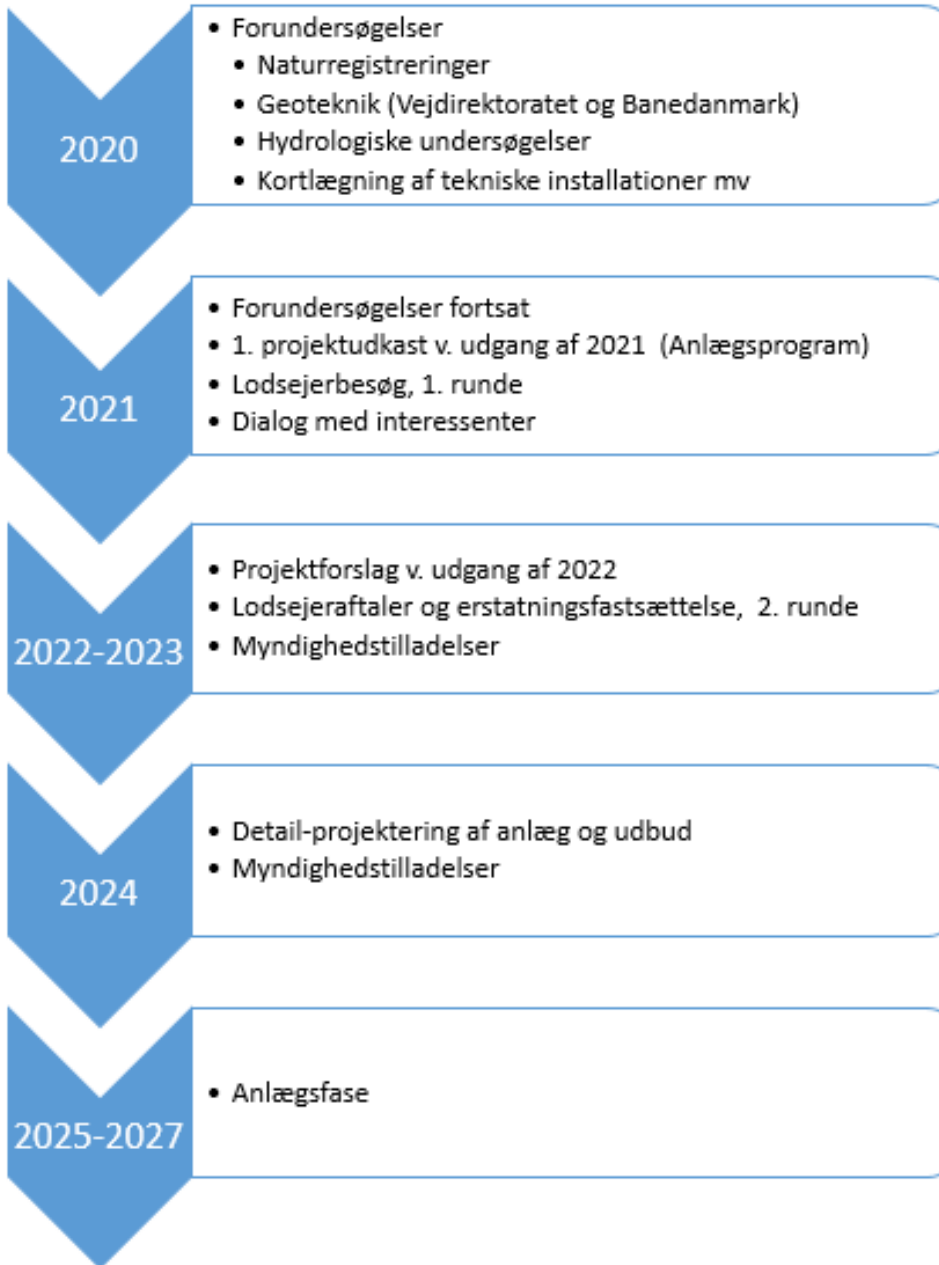 2020
• Forundersøgelser
• Naturregistreringer
• Geoteknik (Vejdirektoratet og Banedanmark)
• Hydrologiske undersøgelser
• Kortlægning af tekniske installationer mv
2021
• Forundersøgelser fortsat
• 1. projektudkast v. udgang af 2021 (Anlægsprogram)
• Lodsejerbesøg, 1. runde
• Dialog med interessenter
2022-2023
• Projektforslag v. udgang af 2022
• Lodsejeraftaler og erstatningsfastsættelse, 2. runde
• Myndighedstilladelser
2024
• Detail-projektering af anlæg og udbud
• Myndighedstilladelser
2025-2027
• Anlægsfase